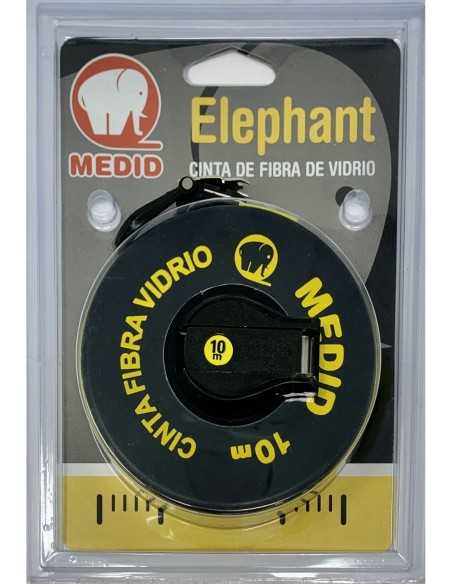 MEDID
Elephant
CINTA DE FIBRA DE VIDRIO
CINTA FIBRA VIDRIO
MEDID
10m
10
m